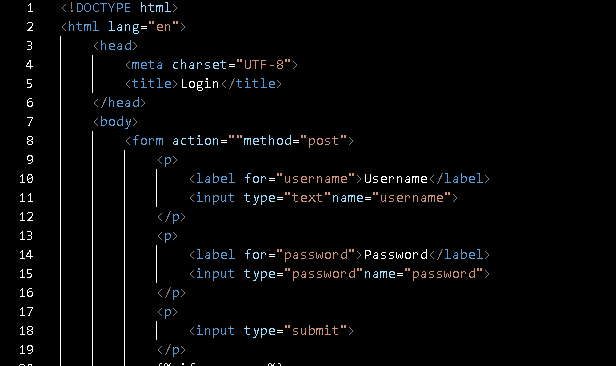 1 <!DOCTYPE html>
2 <html lang="en">
3 <head>
4 <meta charset="UTF-8">
5 <title>Login</title>
6 </head>
7 <body>
8 <form action=""method="post">
9 <p>
10 <label for="username">Username</label>
11 <input type="text"name="username">
12 </p>
13 <p>
14 <label for="password">Password</label>
15 <input type="password"name="password">
16 </p>
17 <p>
18 <input type="submit">
19 </p>